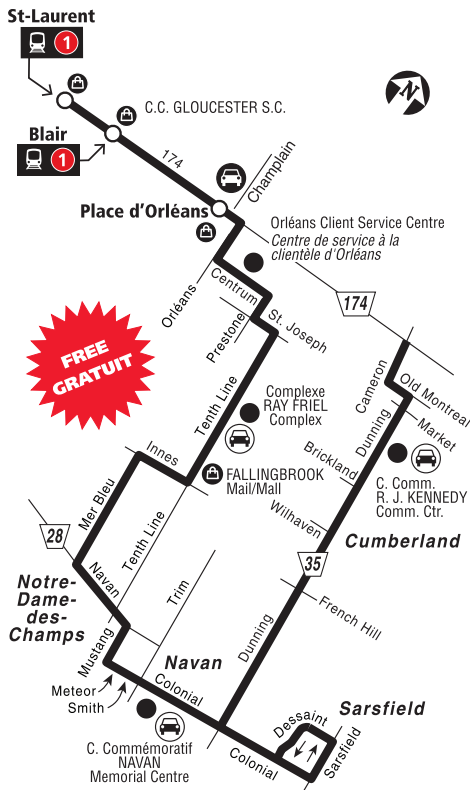 St-Laurent
1
C.C. GLOUCESTER S.C.
Blair
1
174
Champlain
Place d'Orléans
Orléans Client Service Centre
Centre de service à la
clientèle d'Orléans
N
Orléans
Centrum
174
Prestone
St. Joseph
FREE
GRATUIT
Cameron
Old Montreal
Tenth Line
Complexe
RAY FRIEL
Complex
Dunning
Market
Innes
FALLINGBROOK
Mail/Mall
Brickland
C. Comm.
R. J. KENNEDY
Comm. Ctr.
Mer Bleu
Wilhaven
28
Tenth Line
Cumberland
35
Navan
Trim
Notre-
Dame-
des-
Champs
French Hill
Dunning
Mustang
Navan
Meteor
Smith
Colonial
Dessaint
Sarsfield
C. Commémoratif
NAVAN
Memorial Centre
Colonial
Sarsfield